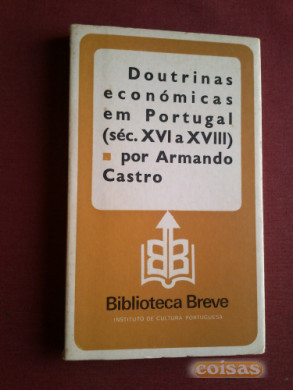 Doutrinas
económicas
em Portugal
(séc. XVI a XVIII)
por Armando
Castro
Biblioteca Breve
INSTITUTO DE CULTURA PORTUGUESA
coisas